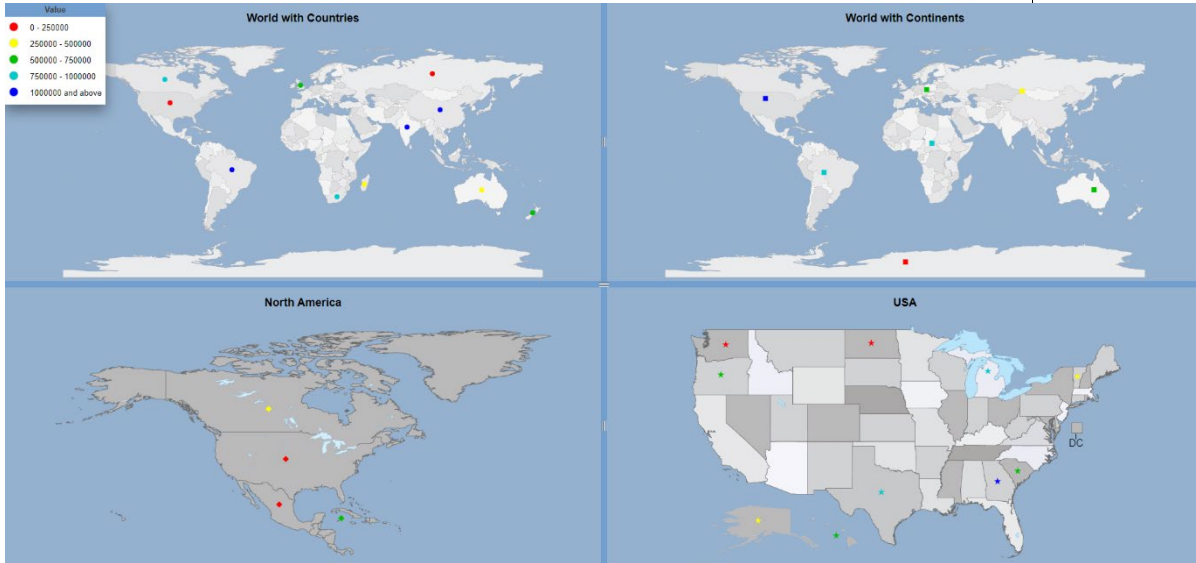 Value
0 - 250000
250000 - 500000
500000 - 750000
750000 - 1000000
1000000 and above
World with Countries
World with Continents
North America
USA
DC